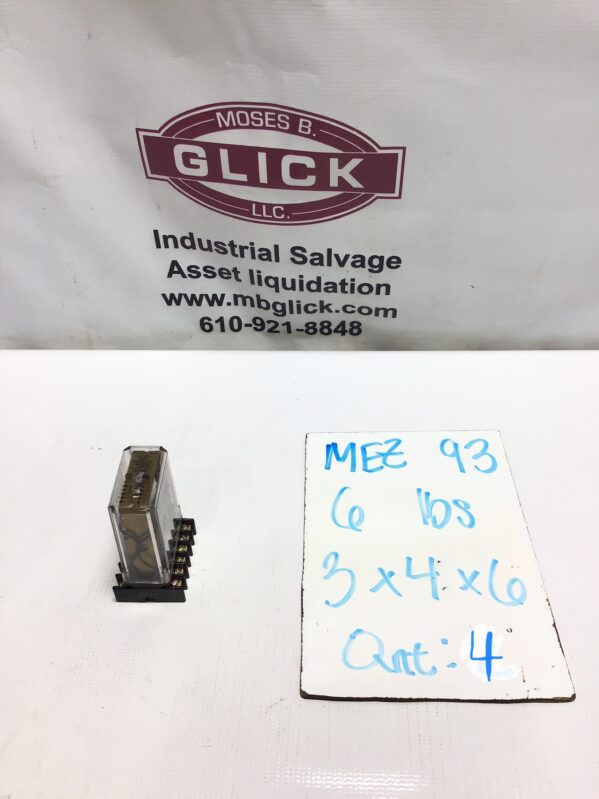 MOSES B.
GLICK
LLC.
Industrial Salvage
Asset liquidation
www.mbglick.com
610-921-8848
MEZ 93
6 lbs
3 x 4 x 6
Qnt: 4